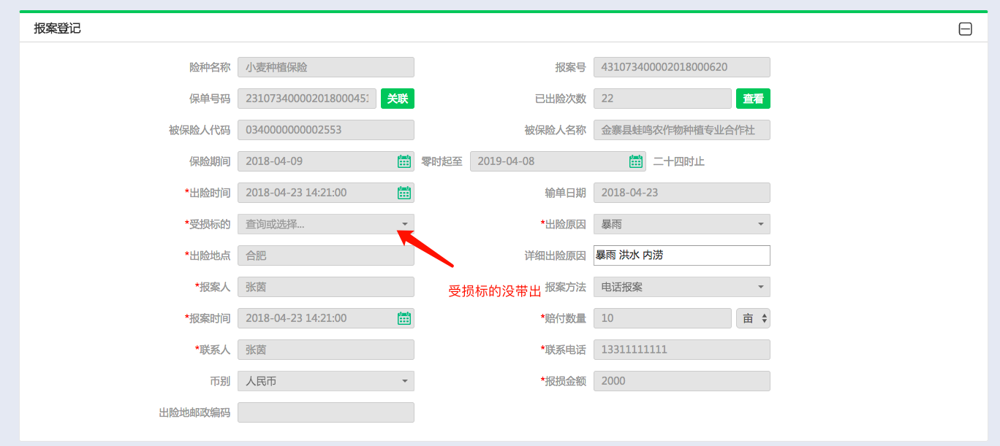 报案登记
险种名称 小麦种植保险 报案号 431073400002018000620
保单号码 231073400002018000451 关联 已出险次数 22 查看
被保险人代码 0340000000002553 被保险人名称 金寨县蛙鸣农作物种植专业合作社
保险期间 2018-04-09 零时起至 2019-04-08 二十四时止
*出险时间 2018-04-23 14:21:00 输单日期 2018-04-23
*受损标的 查询或选择... *出险原因 暴雨
*出险地点 合肥 详细出险原因 暴雨 洪水 内涝
*报案人 张茵 报案方法 电话报案
受损标的没带出
*报案时间 2018-04-23 14:21:00 *赔付数量 10 亩
*联系人 张茵 *联系电话 13311111111
币别 人民币 *报损金额 2000
出险地邮政编码